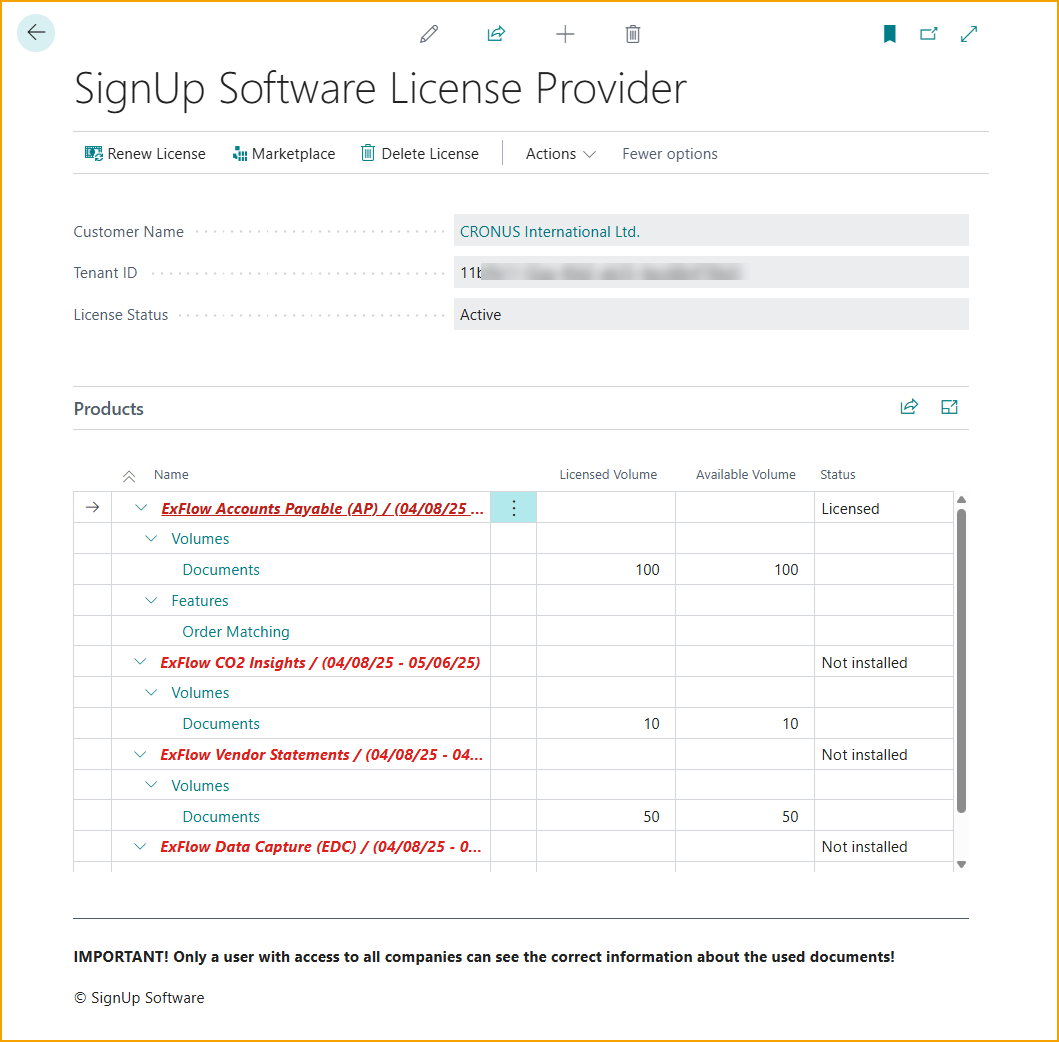 SignUp Software License Provider
Renew License Marketplace Delete License Actions Fewer options
Customer Name CRONUS International Ltd.
Tenant ID
License Status Active
Products
Name Licensed Volume Available Volume Status
ExFlow Accounts Payable (AP) / (04/08/25 ... Licensed
Volumes
Documents 100 100
Features
Order Matching
ExFlow CO2 Insights / (04/08/25 - 05/06/25) Not installed
Volumes
Documents 10 10
ExFlow Vendor Statements / (04/08/25 - 04... Not installed
Volumes
Documents 50 50
ExFlow Data Capture (EDC) / (04/08/25 - 0... Not installed
IMPORTANT! Only a user with access to all companies can see the correct information about the used documents!
© SignUp Software